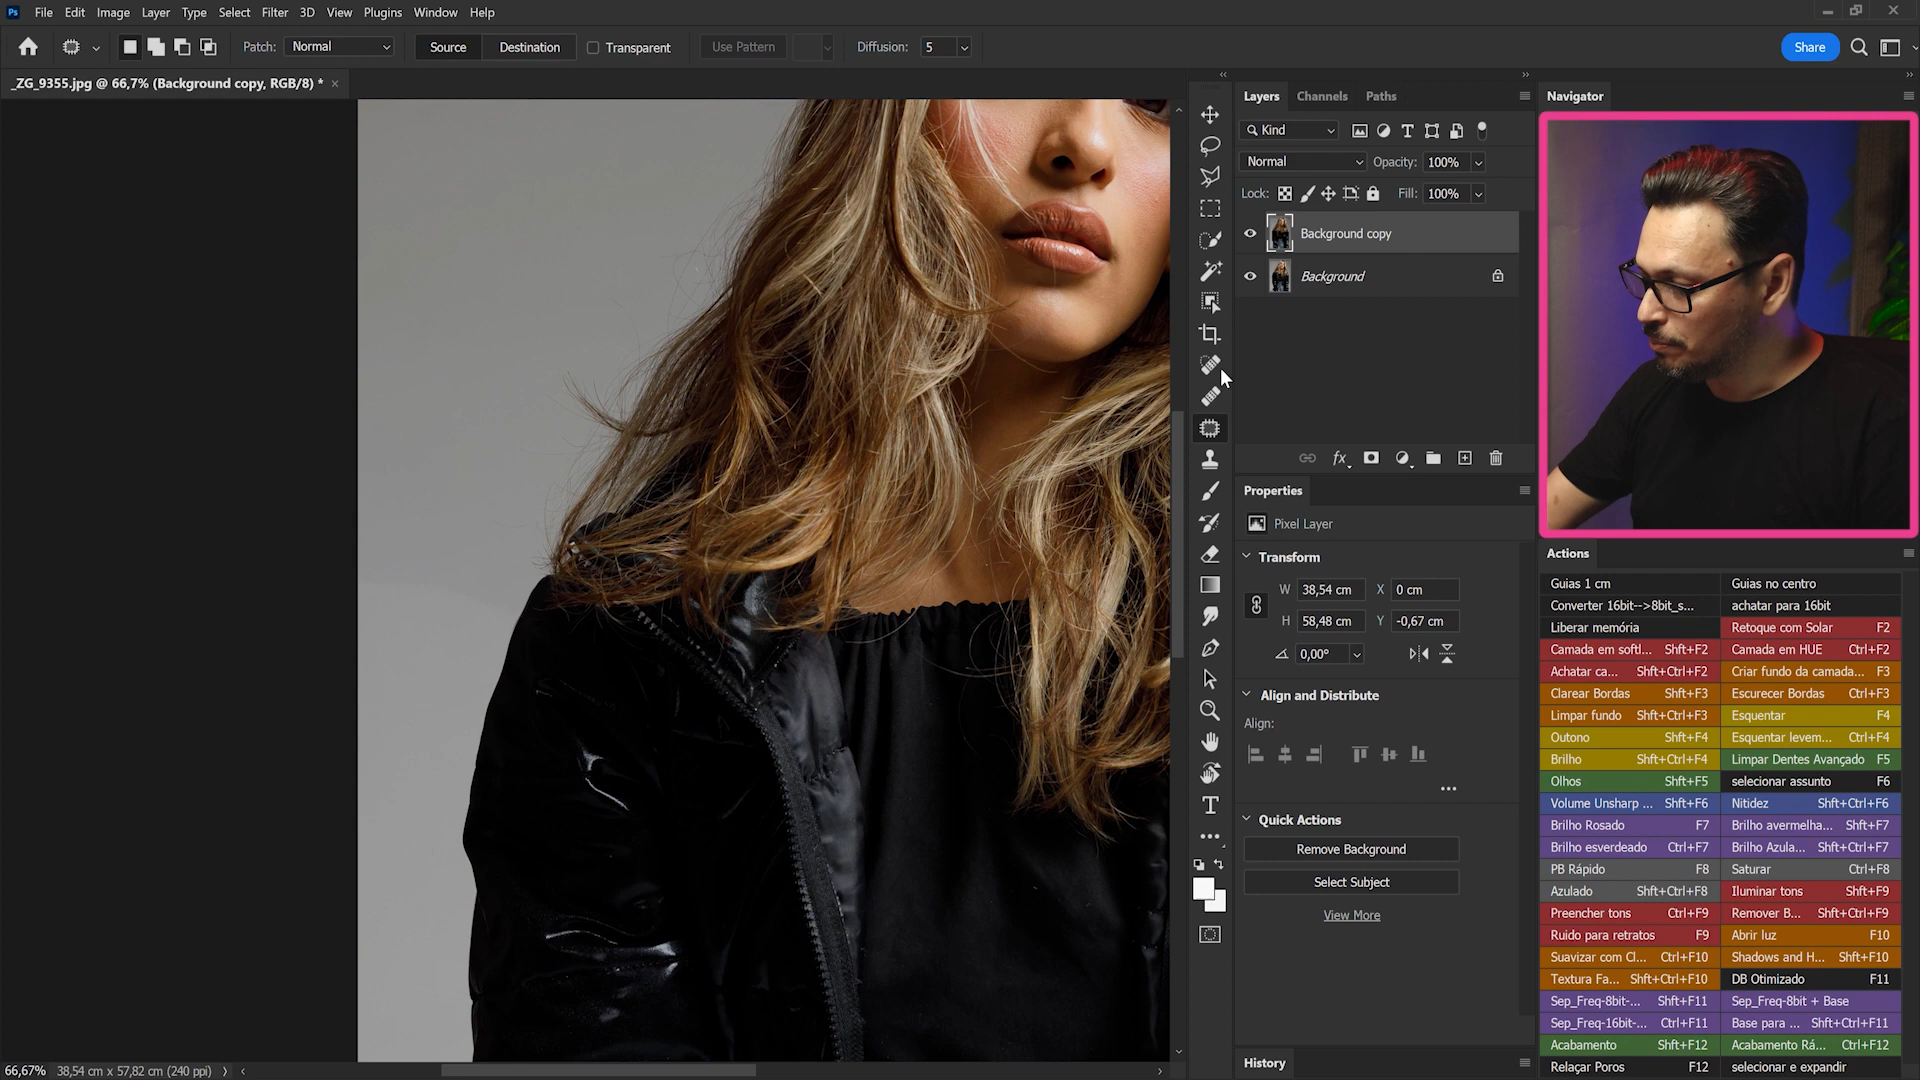 Ps File Edit Image Layer Type Select Filter 3D View Plugins Window Help
Patch: Normal Source Destination Transparent Use Pattern Diffusion: 5 Share
_ZG_9355.jpg @ 66,7% (Background copy, RGB/8) *
Layers Channels Paths
Kind
Normal Opacity: 100%
Lock: Fill: 100%
Background copy
Background
Properties
Pixel Layer
Transform
W 38,54 cm X 0 cm
H 58,48 cm Y -0,67 cm
0,00°
Align and Distribute
Align:
Quick Actions
Remove Background
Select Subject
View More
History
Navigator
Actions
Guias 1 cm Guias no centro
Converter 16bit-->8bit_s... achatar para 16bit
Liberar memória Retoque com Solar F2
Camada em softl... Shft+F2 Camada em HUE Ctrl+F2
Achatar ca... Shft+Ctrl+F2 Criar fundo da camada... F3
Clarear Bordas Shft+F3 Escurecer Bordas Ctrl+F3
Limpar fundo Shft+Ctrl+F3 Esquentar F4
Outono Shft+F4 Esquentar levem... Ctrl+F4
Brilho Shft+Ctrl+F4 Limpar Dentes Avançado F5
Olhos Shft+F5 selecionar assunto F6
Volume Unsharp ... Shft+F6 Nitidez Shft+Ctrl+F6
Brilho Rosado F7 Brilho avermelha... Shft+F7
Brilho esverdeado Ctrl+F7 Brilho Azula... Shft+Ctrl+F7
PB Rápido F8 Saturar Ctrl+F8
Azulado Shft+Ctrl+F8 Iluminar tons Shft+F9
Preencher tons Ctrl+F9 Remover B... Shft+Ctrl+F9
Ruido para retratos F9 Abrir luz F10
Suavizar com Cl... Ctrl+F10 Shadows and H... Shft+F10
Textura Fa... Shft+Ctrl+F10 DB Otimizado F11
Sep_Freq-8bit-... Shft+F11 Sep_Freq-8bit + Base
Sep_Freq-16bit-... Ctrl+F11 Base para ... Shft+Ctrl+F11
Acabamento Shft+F12 Acabamento Rá... Ctrl+F12
Relaçar Poros F12 selecionar e expandir
66,67% 38,54 cm x 57,82 cm (240 ppi)